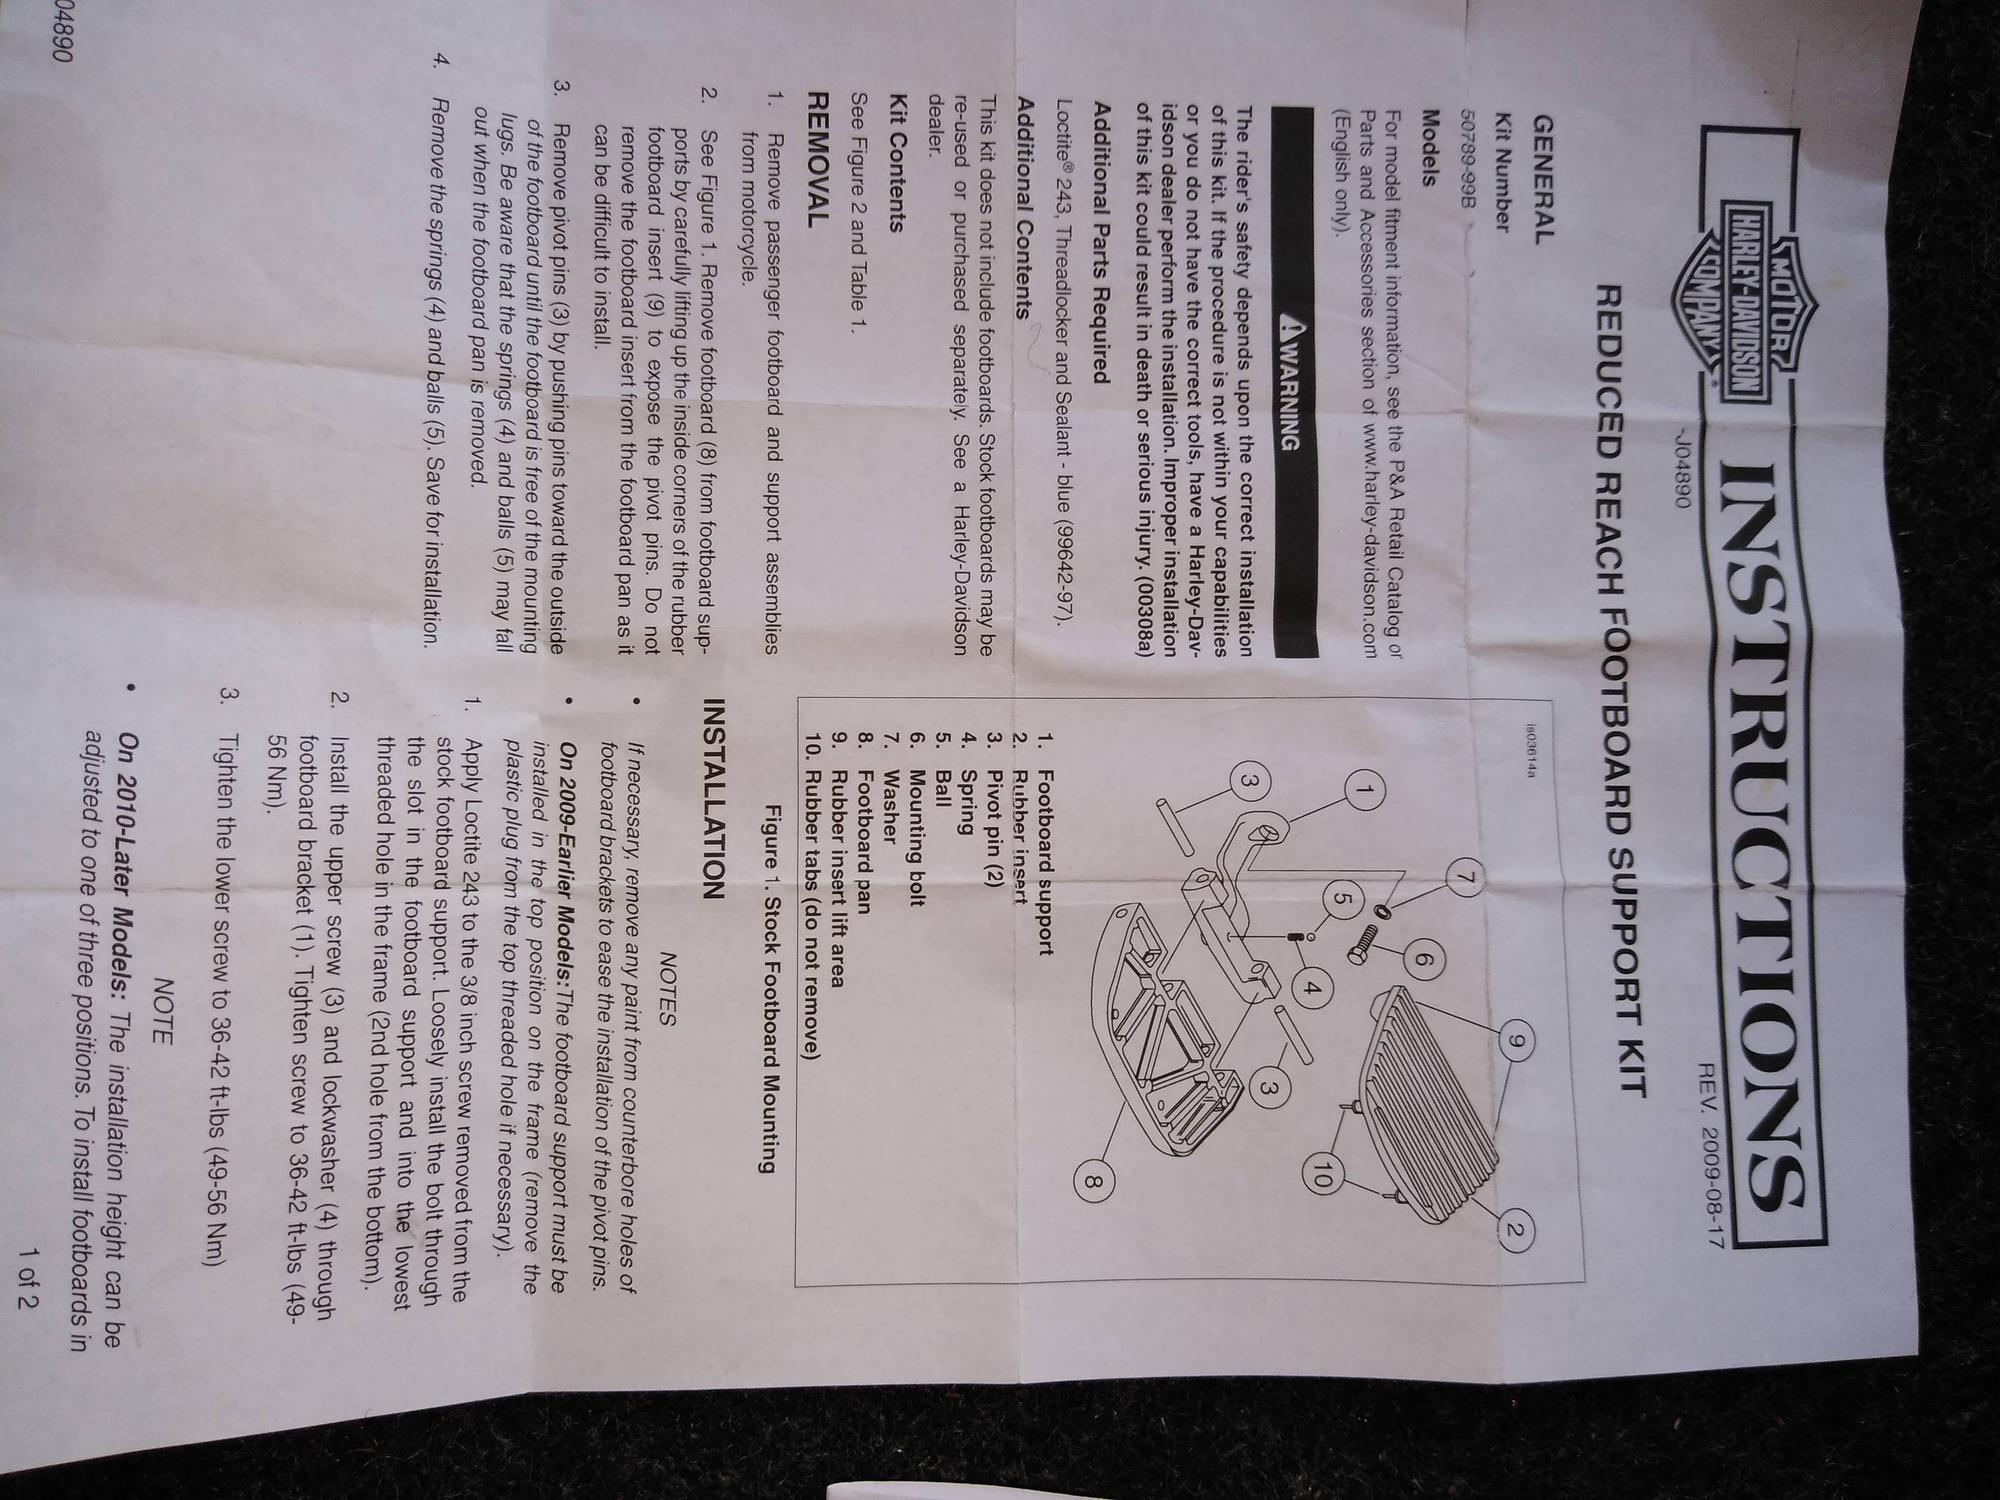 MOTOR
HARLEY-DAVIDSON
COMPANY
®
INSTRUCTIONS
-J04890
REV. 2009-08-17
REDUCED REACH FOOTBOARD SUPPORT KIT
GENERAL
Kit Number
50789-99B
Models
For model fitment information, see the P&A Retail Catalog or
Parts and Accessories section of www.harley-davidson.com
(English only).
⚠WARNING
The rider's safety depends upon the correct installation
of this kit. If the procedure is not within your capabilities
or you do not have the correct tools, have a Harley-Dav-
idson dealer perform the installation. Improper installation
of this kit could result in death or serious injury. (00308a)
Additional Parts Required
Loctite® 243, Threadlocker and Sealant - blue (99642-97).
Additional Contents
This kit does not include footboards. Stock footboards may be
re-used or purchased separately. See a Harley-Davidson
dealer.
Kit Contents
See Figure 2 and Table 1.
REMOVAL
1. Remove passenger footboard and support assemblies
from motorcycle.
2. See Figure 1. Remove footboard (8) from footboard sup-
ports by carefully lifting up the inside corners of the rubber
footboard insert (9) to expose the pivot pins. Do not
remove the footboard insert from the footboard pan as it
can be difficult to install.
3. Remove pivot pins (3) by pushing pins toward the outside
of the footboard until the footboard is free of the mounting
lugs. Be aware that the springs (4) and balls (5) may fall
out when the footboard pan is removed.
4. Remove the springs (4) and balls (5). Save for installation.
is03614a
1
3
7
5
6
4
9
3
10
2
8
1. Footboard support
2. Rubber insert
3. Pivot pin (2)
4. Spring
5. Ball
6. Mounting bolt
7. Washer
8. Footboard pan
9. Rubber insert lift area
10. Rubber tabs (do not remove)
Figure 1. Stock Footboard Mounting
INSTALLATION
NOTES
• If necessary, remove any paint from counterbore holes of
footboard brackets to ease the installation of the pivot pins.
• On 2009-Earlier Models: The footboard support must be
installed in the top position on the frame (remove the
plastic plug from the top threaded hole if necessary).
1. Apply Loctite 243 to the 3/8 inch screw removed from the
stock footboard support. Loosely install the bolt through
the slot in the footboard support and into the lowest
threaded hole in the frame (2nd hole from the bottom).
2. Install the upper screw (3) and lockwasher (4) through
footboard bracket (1). Tighten screw to 36-42 ft-lbs (49-
56 Nm).
3. Tighten the lower screw to 36-42 ft-lbs (49-56 Nm)
NOTE
• On 2010-Later Models: The installation height can be
adjusted to one of three positions. To install footboards in
04890
1 of 2